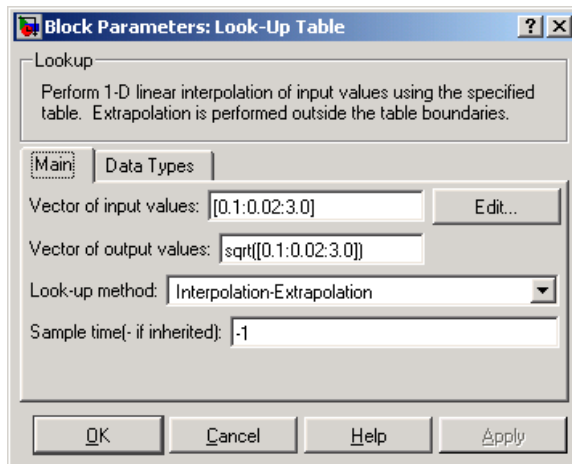 Block Parameters: Look-Up Table
Lookup
Perform 1-D linear interpolation of input values using the specified
table. Extrapolation is performed outside the table boundaries.
Main Data Types
Vector of input values: [0.1:0.02:3.0] Edit...
Vector of output values: sqrt([0.1:0.02:3.0])
Look-up method: Interpolation-Extrapolation
Sample time(- if inherited): -1
OK Cancel Help Apply